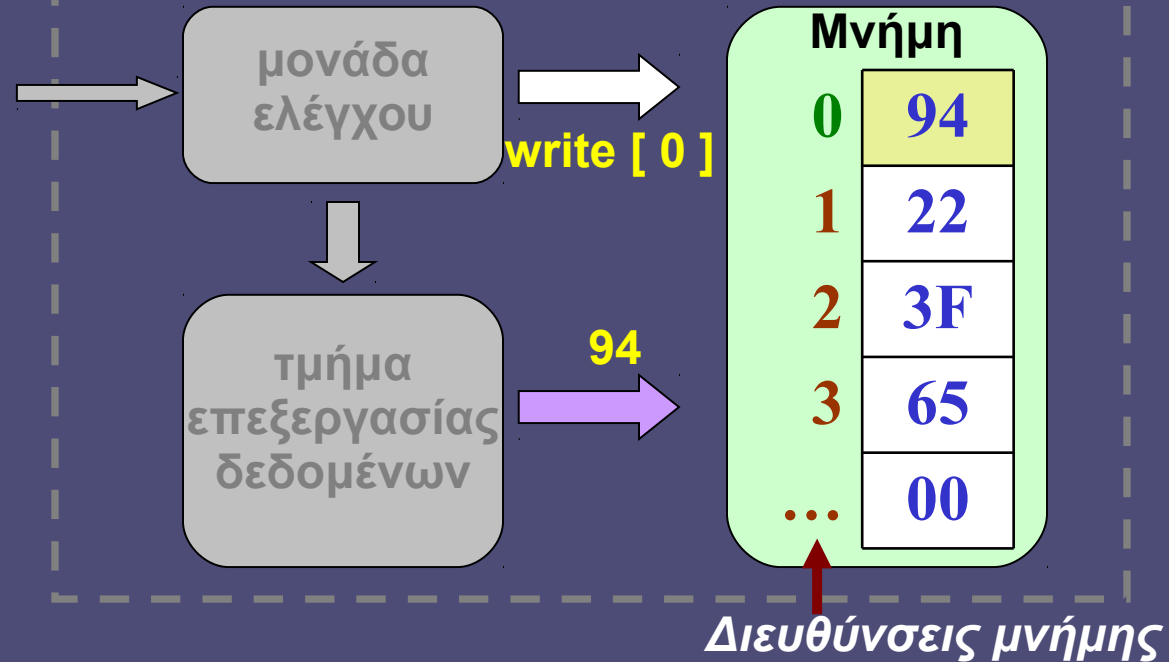 μονάδα
ελέγχου
write [ 0 ]
Μνήμη
0 94
1 22
2 3F
3 65
... 00
τμήμα
επεξεργασίας
δεδομένων
94
Διευθύνσεις μνήμης